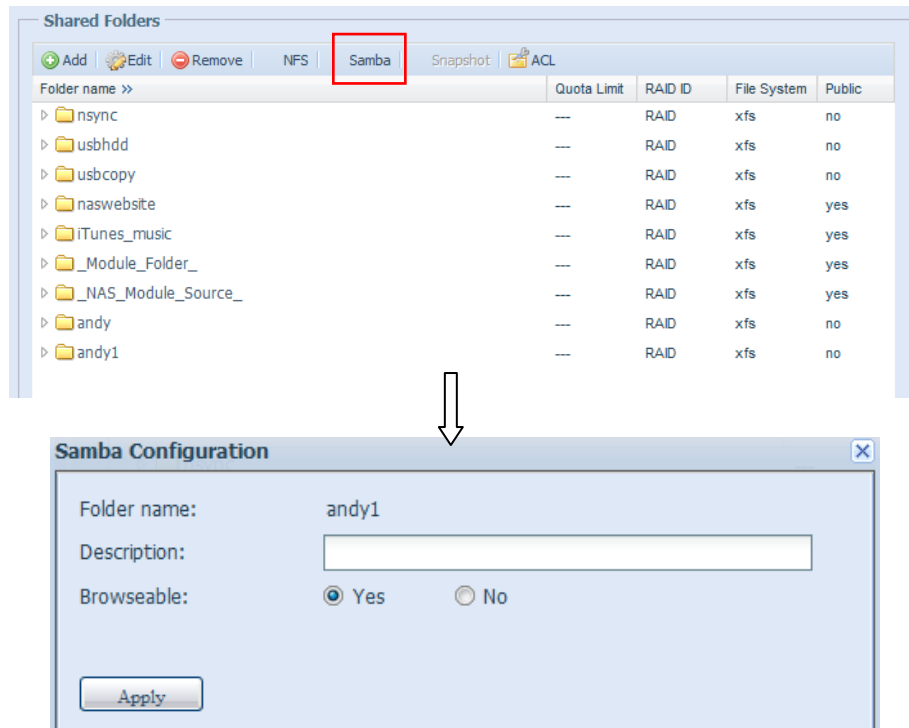 Shared Folders
Add Edit Remove NFS Samba Snapshot ACL
Folder name » Quota Limit RAID ID File System Public
nsync --- RAID xfs no
usbhdd --- RAID xfs no
usbcopy --- RAID xfs no
naswebsite --- RAID xfs yes
iTunes_music --- RAID xfs yes
_Module_Folder_ --- RAID xfs yes
_NAS_Module_Source_ --- RAID xfs yes
andy --- RAID xfs no
andy1 --- RAID xfs no
Samba Configuration
Folder name: andy1
Description:
Browseable: Yes No
Apply